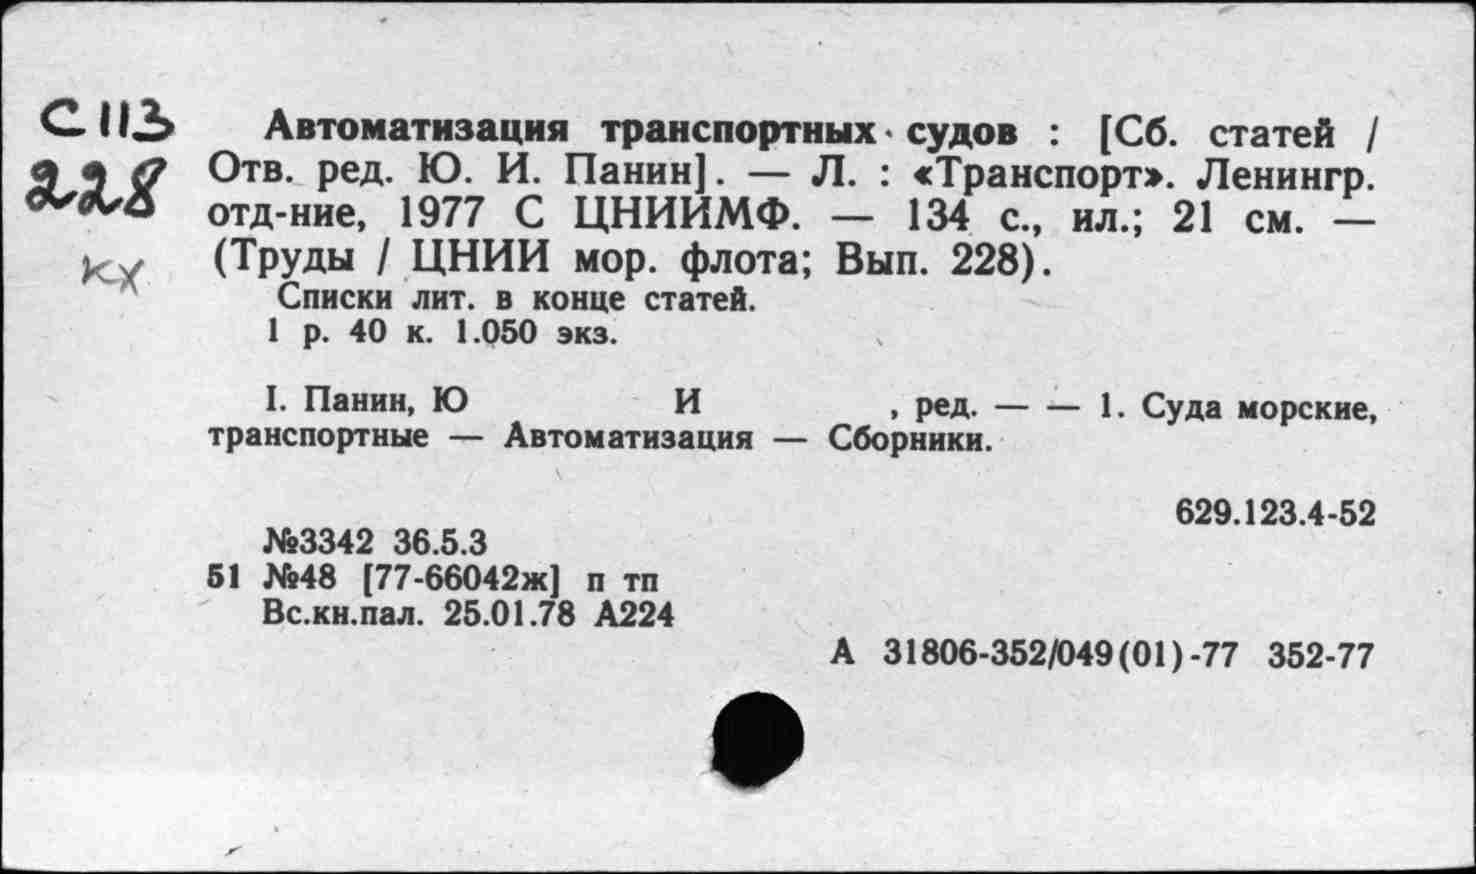 С 113
228
кх
Автоматизация транспортных судов : [Сб. статей /
Отв. ред. Ю. И. Панин]. — Л. : «Транспорт». Ленингр.
отд-ние, 1977 С ЦНИИМФ. — 134 с., ил.; 21 см. —
(Труды / ЦНИИ мор. флота; Вып. 228).
Списки лит. в конце статей.
1 р. 40 к. 1.050 экз.
I. Панин, Ю И , ред. — — 1. Суда морские,
транспортные — Автоматизация — Сборники.
629.123.4-52
№3342 36.5.3
51 №48 [77-66042ж] п тп
Вс.кн.пал. 25.01.78 А224
А 31806-352/049(01)-77 352-77